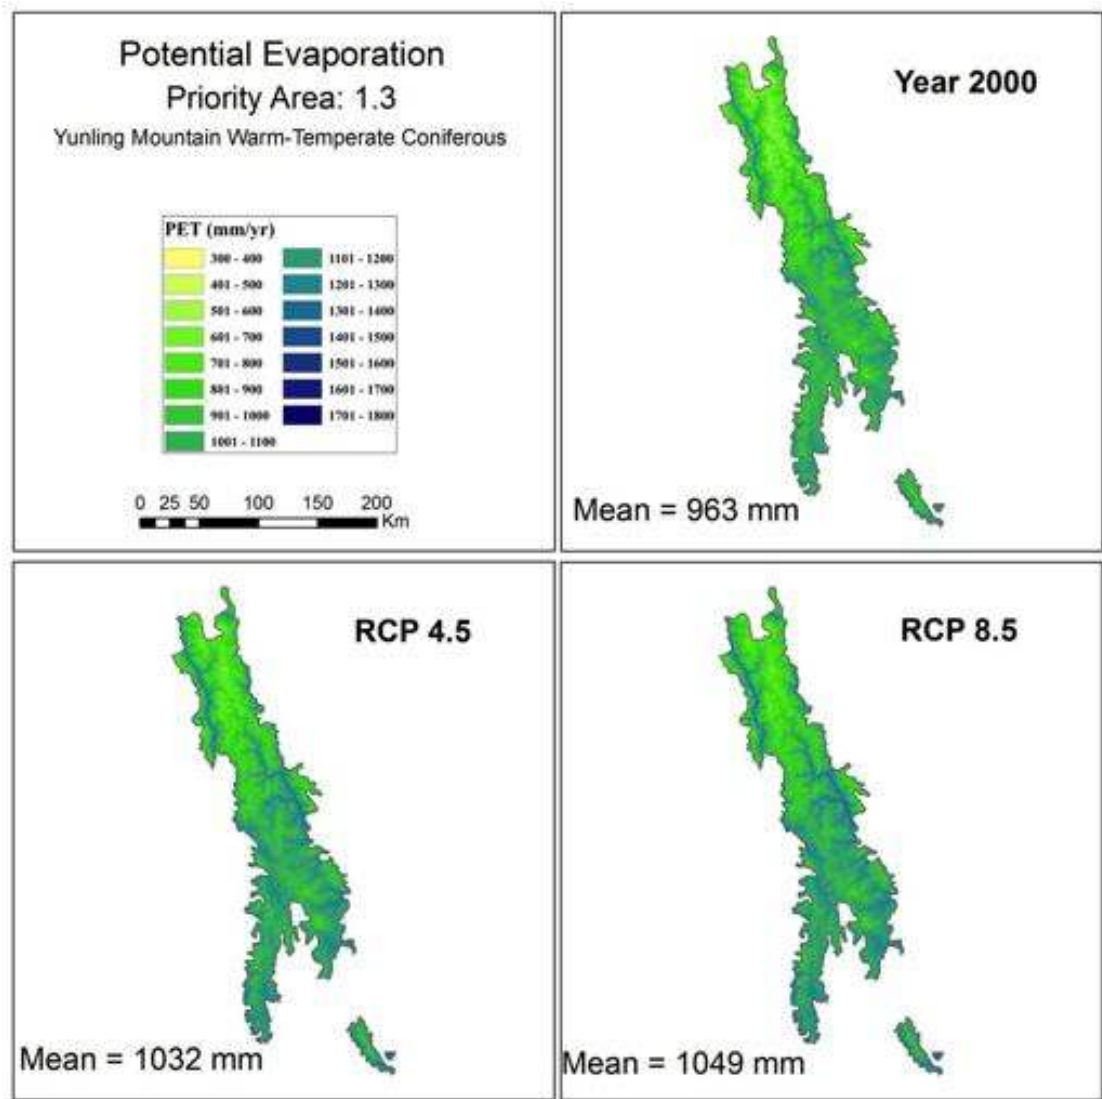 Potential Evaporation
Priority Area: 1.3
Yunling Mountain Warm-Temperate Coniferous
PET (mm/yr)
300 - 400
401 - 500
501 - 600
601 - 700
701 - 800
801 - 900
901 - 1000
1001 - 1100
1101 - 1200
1201 - 1300
1301 - 1400
1401 - 1500
1501 - 1600
1601 - 1700
1701 - 1800
0 25 50 100 150 200
Km
Year 2000
Mean = 963 mm
RCP 4.5
Mean = 1032 mm
RCP 8.5
Mean = 1049 mm